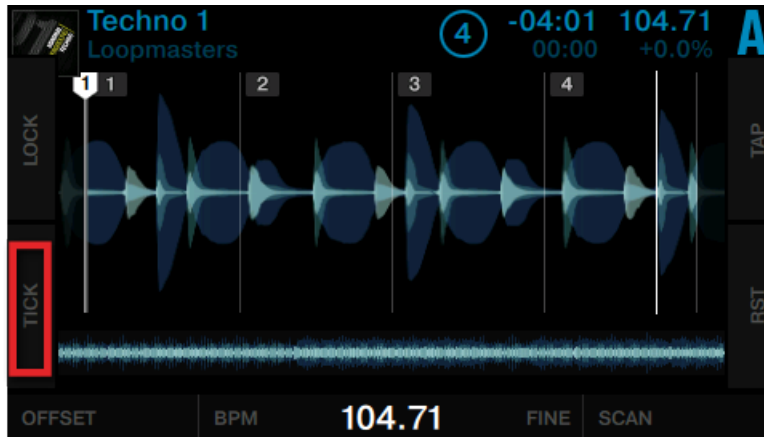 Techno 1
Loopmasters
4
-04:01 104.71
00:00 +0.0%
A
1 1 2 3 4
LOCK
TICK
TAP
RST
OFFSET BPM 104.71 FINE SCAN